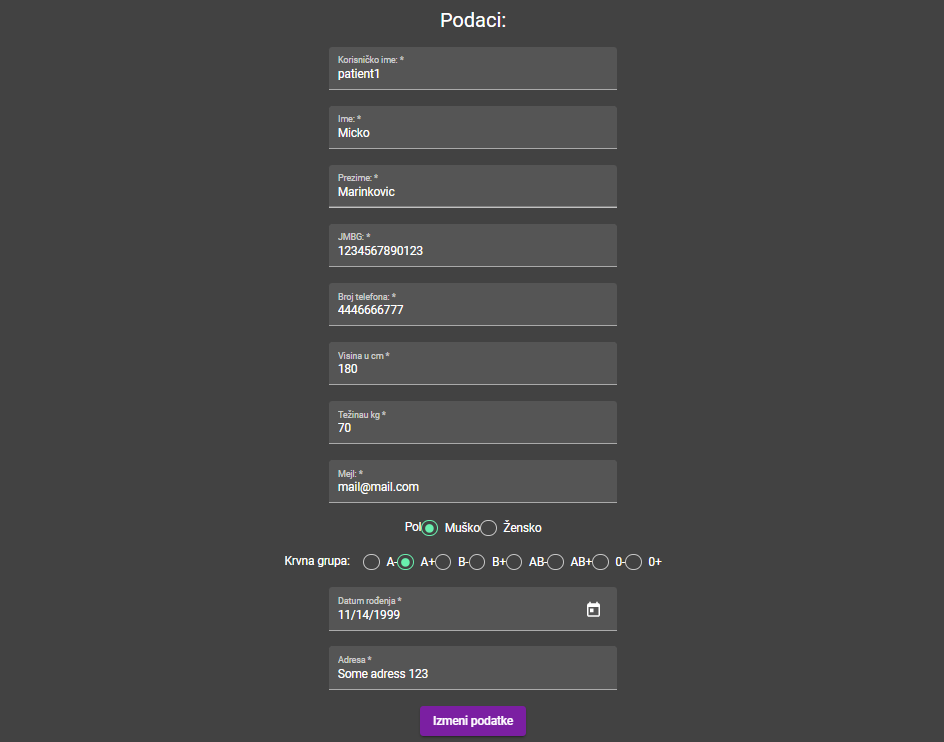 Podaci:
Korisničko ime: *
patient1
Ime: *
Micko
Prezime: *
Marinkovic
JMBG: *
1234567890123
Broj telefona: *
4446666777
Visina u cm *
180
Težinau kg *
70
Mejl: *
mail@mail.com
Pol Muško Žensko
Krvna grupa: A- A+ B- B+ AB- AB+ 0- 0+
Datum rođenja *
11/14/1999
Adresa *
Some adress 123
Izmeni podatke